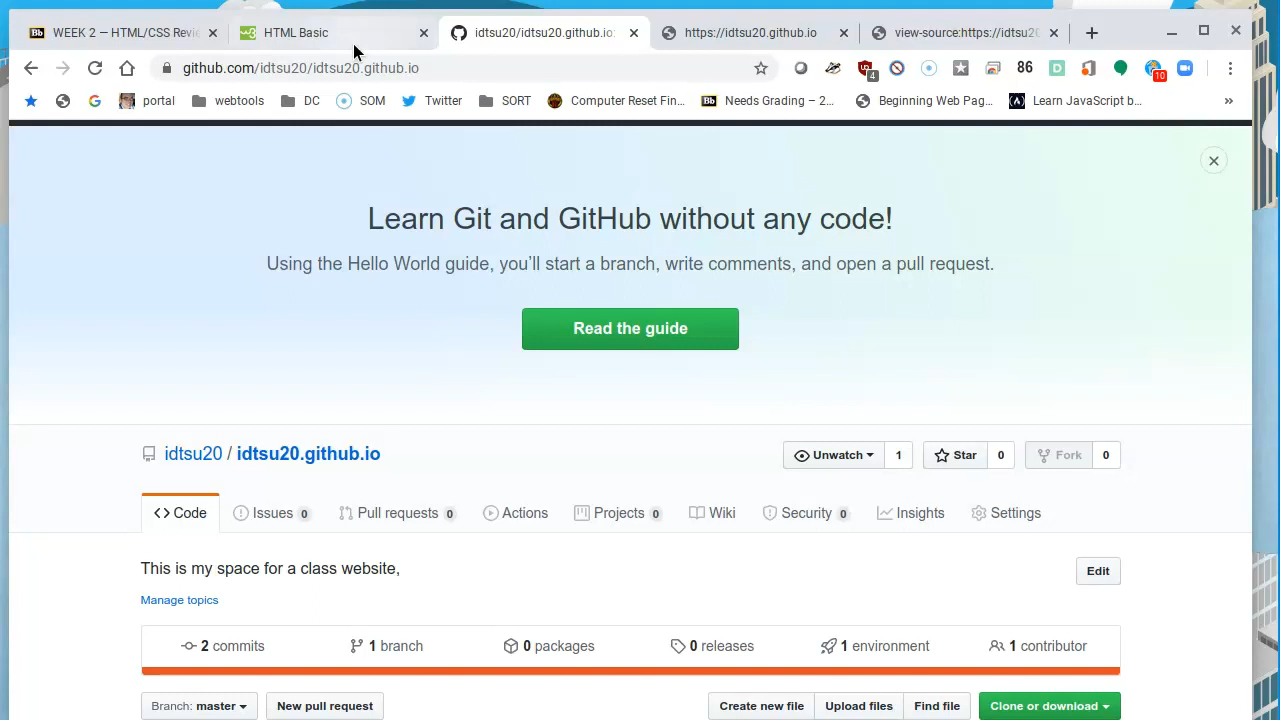 WEEK 2 — HTML/CSS Revie
HTML Basic
idtsu20/idtsu20.github.io:
https://idtsu20.github.io
view-source:https://idtsu20
github.com/idtsu20/idtsu20.github.io
4
86
10
portal
webtools
DC
SOM
Twitter
SORT
Computer Reset Fin...
Needs Grading – 2...
Beginning Web Pag...
Learn JavaScript b...
»
Learn Git and GitHub without any code!
Using the Hello World guide, you’ll start a branch, write comments, and open a pull request.
Read the guide
idtsu20 / idtsu20.github.io
Unwatch 1
Star 0
Fork 0
Code
Issues 0
Pull requests 0
Actions
Projects 0
Wiki
Security 0
Insights
Settings
This is my space for a class website,
Edit
Manage topics
2 commits
1 branch
0 packages
0 releases
1 environment
1 contributor
Branch: master
New pull request
Create new file
Upload files
Find file
Clone or download